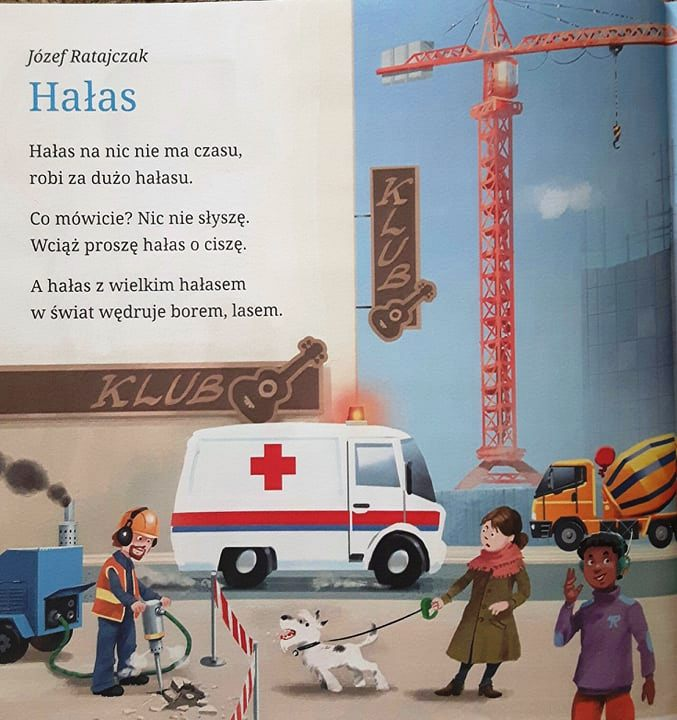 Józef Ratajczak
Hałas
Hałas na nic nie ma czasu,
robi za dużo hałasu.
Co mówicie? Nic nie słyszę.
Wciąż proszę hałas o ciszę.
A hałas z wielkim hałasem
w świat wędruje borem, lasem.
KLUB
KLUB